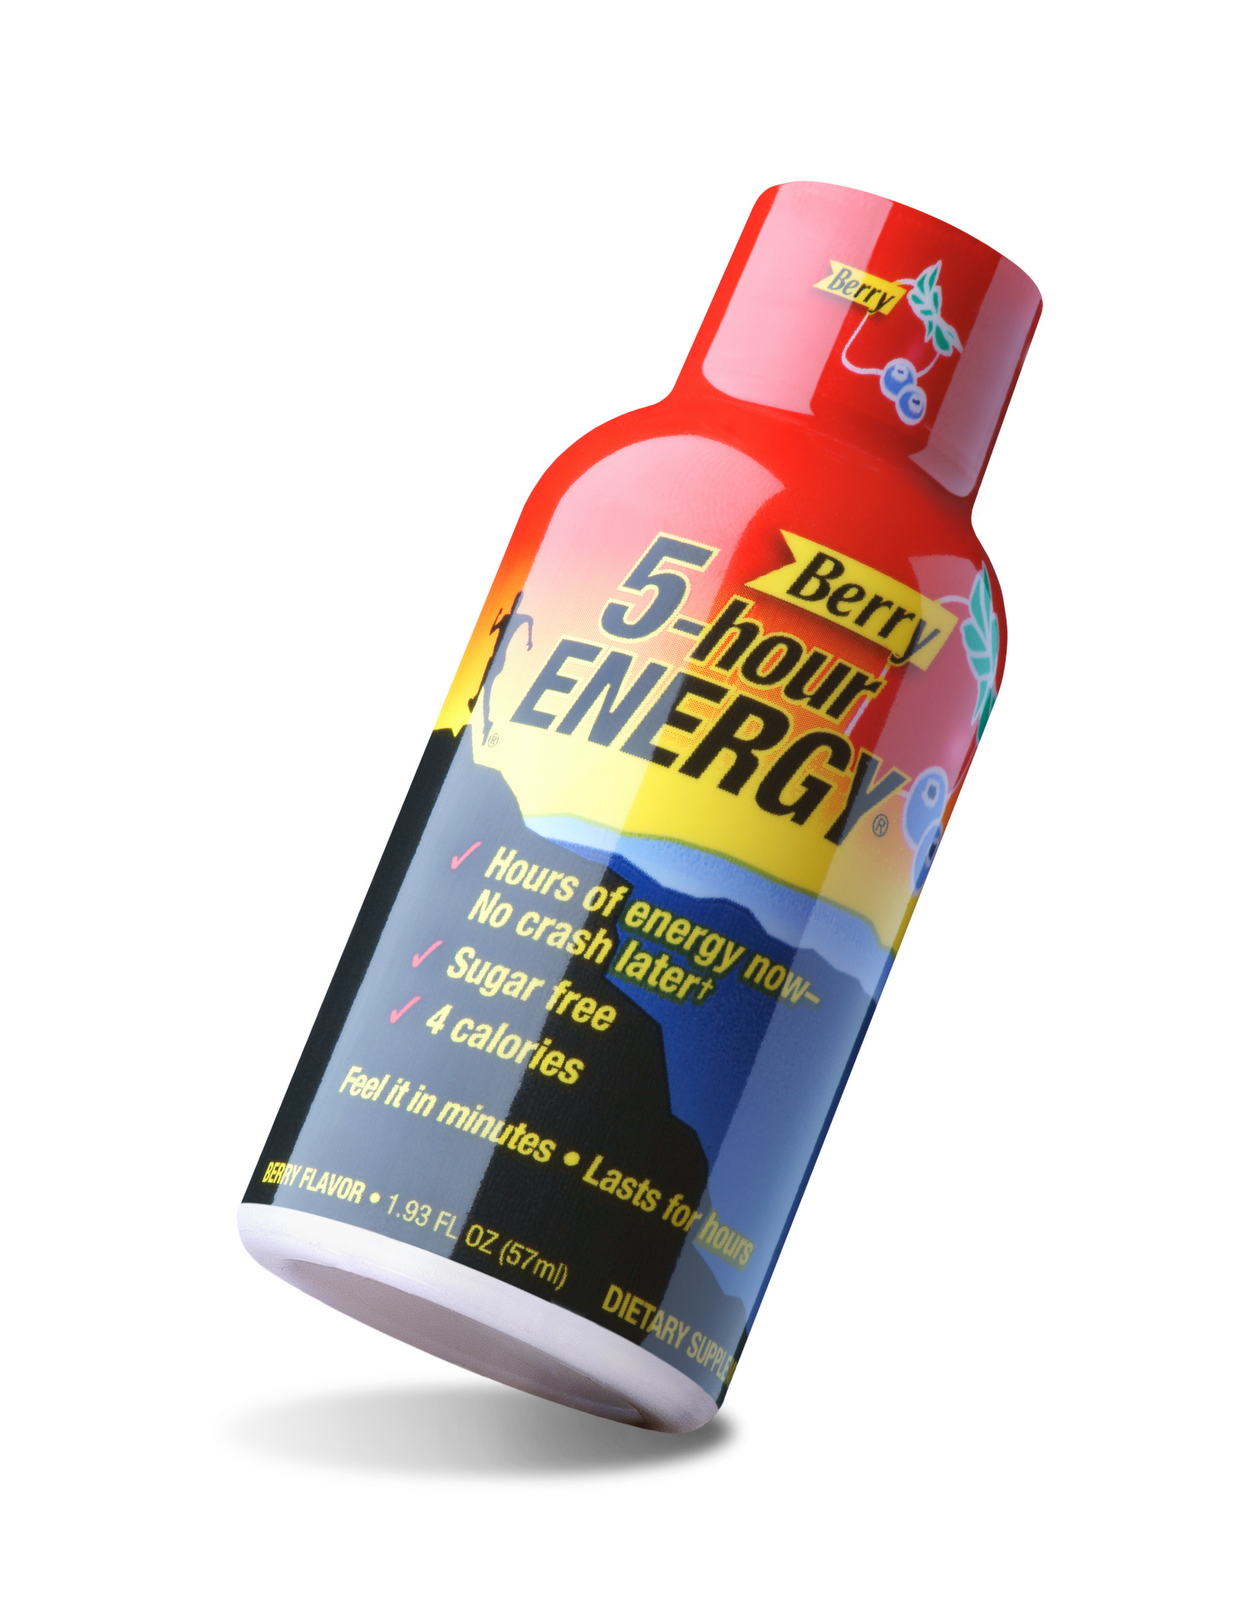 Berry
Berry
5-hour
ENERGY®
®
✓ Hours of energy now–
No crash later†
✓ Sugar free
✓ 4 calories
Feel it in minutes • Lasts for hours
BERRY FLAVOR • 1.93 FL OZ (57ml)
DIETARY